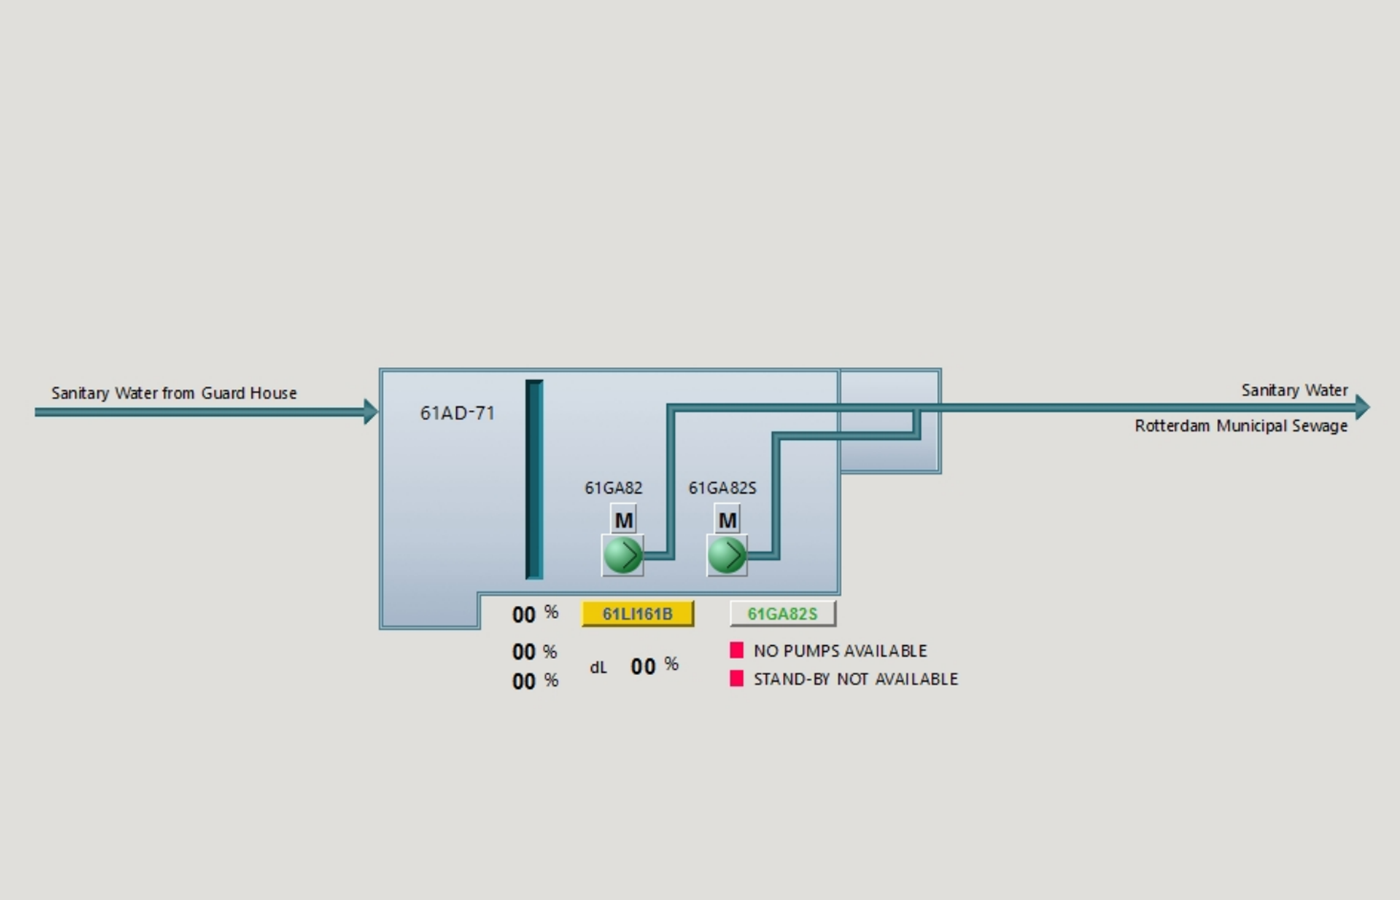 Sanitary Water from Guard House
61AD-71
Sanitary Water
Rotterdam Municipal Sewage
61GA82
61GA82S
M
M
00 %
61LI161B
61GA82S
00 %
dL 00 %
NO PUMPS AVAILABLE
00 %
STAND-BY NOT AVAILABLE